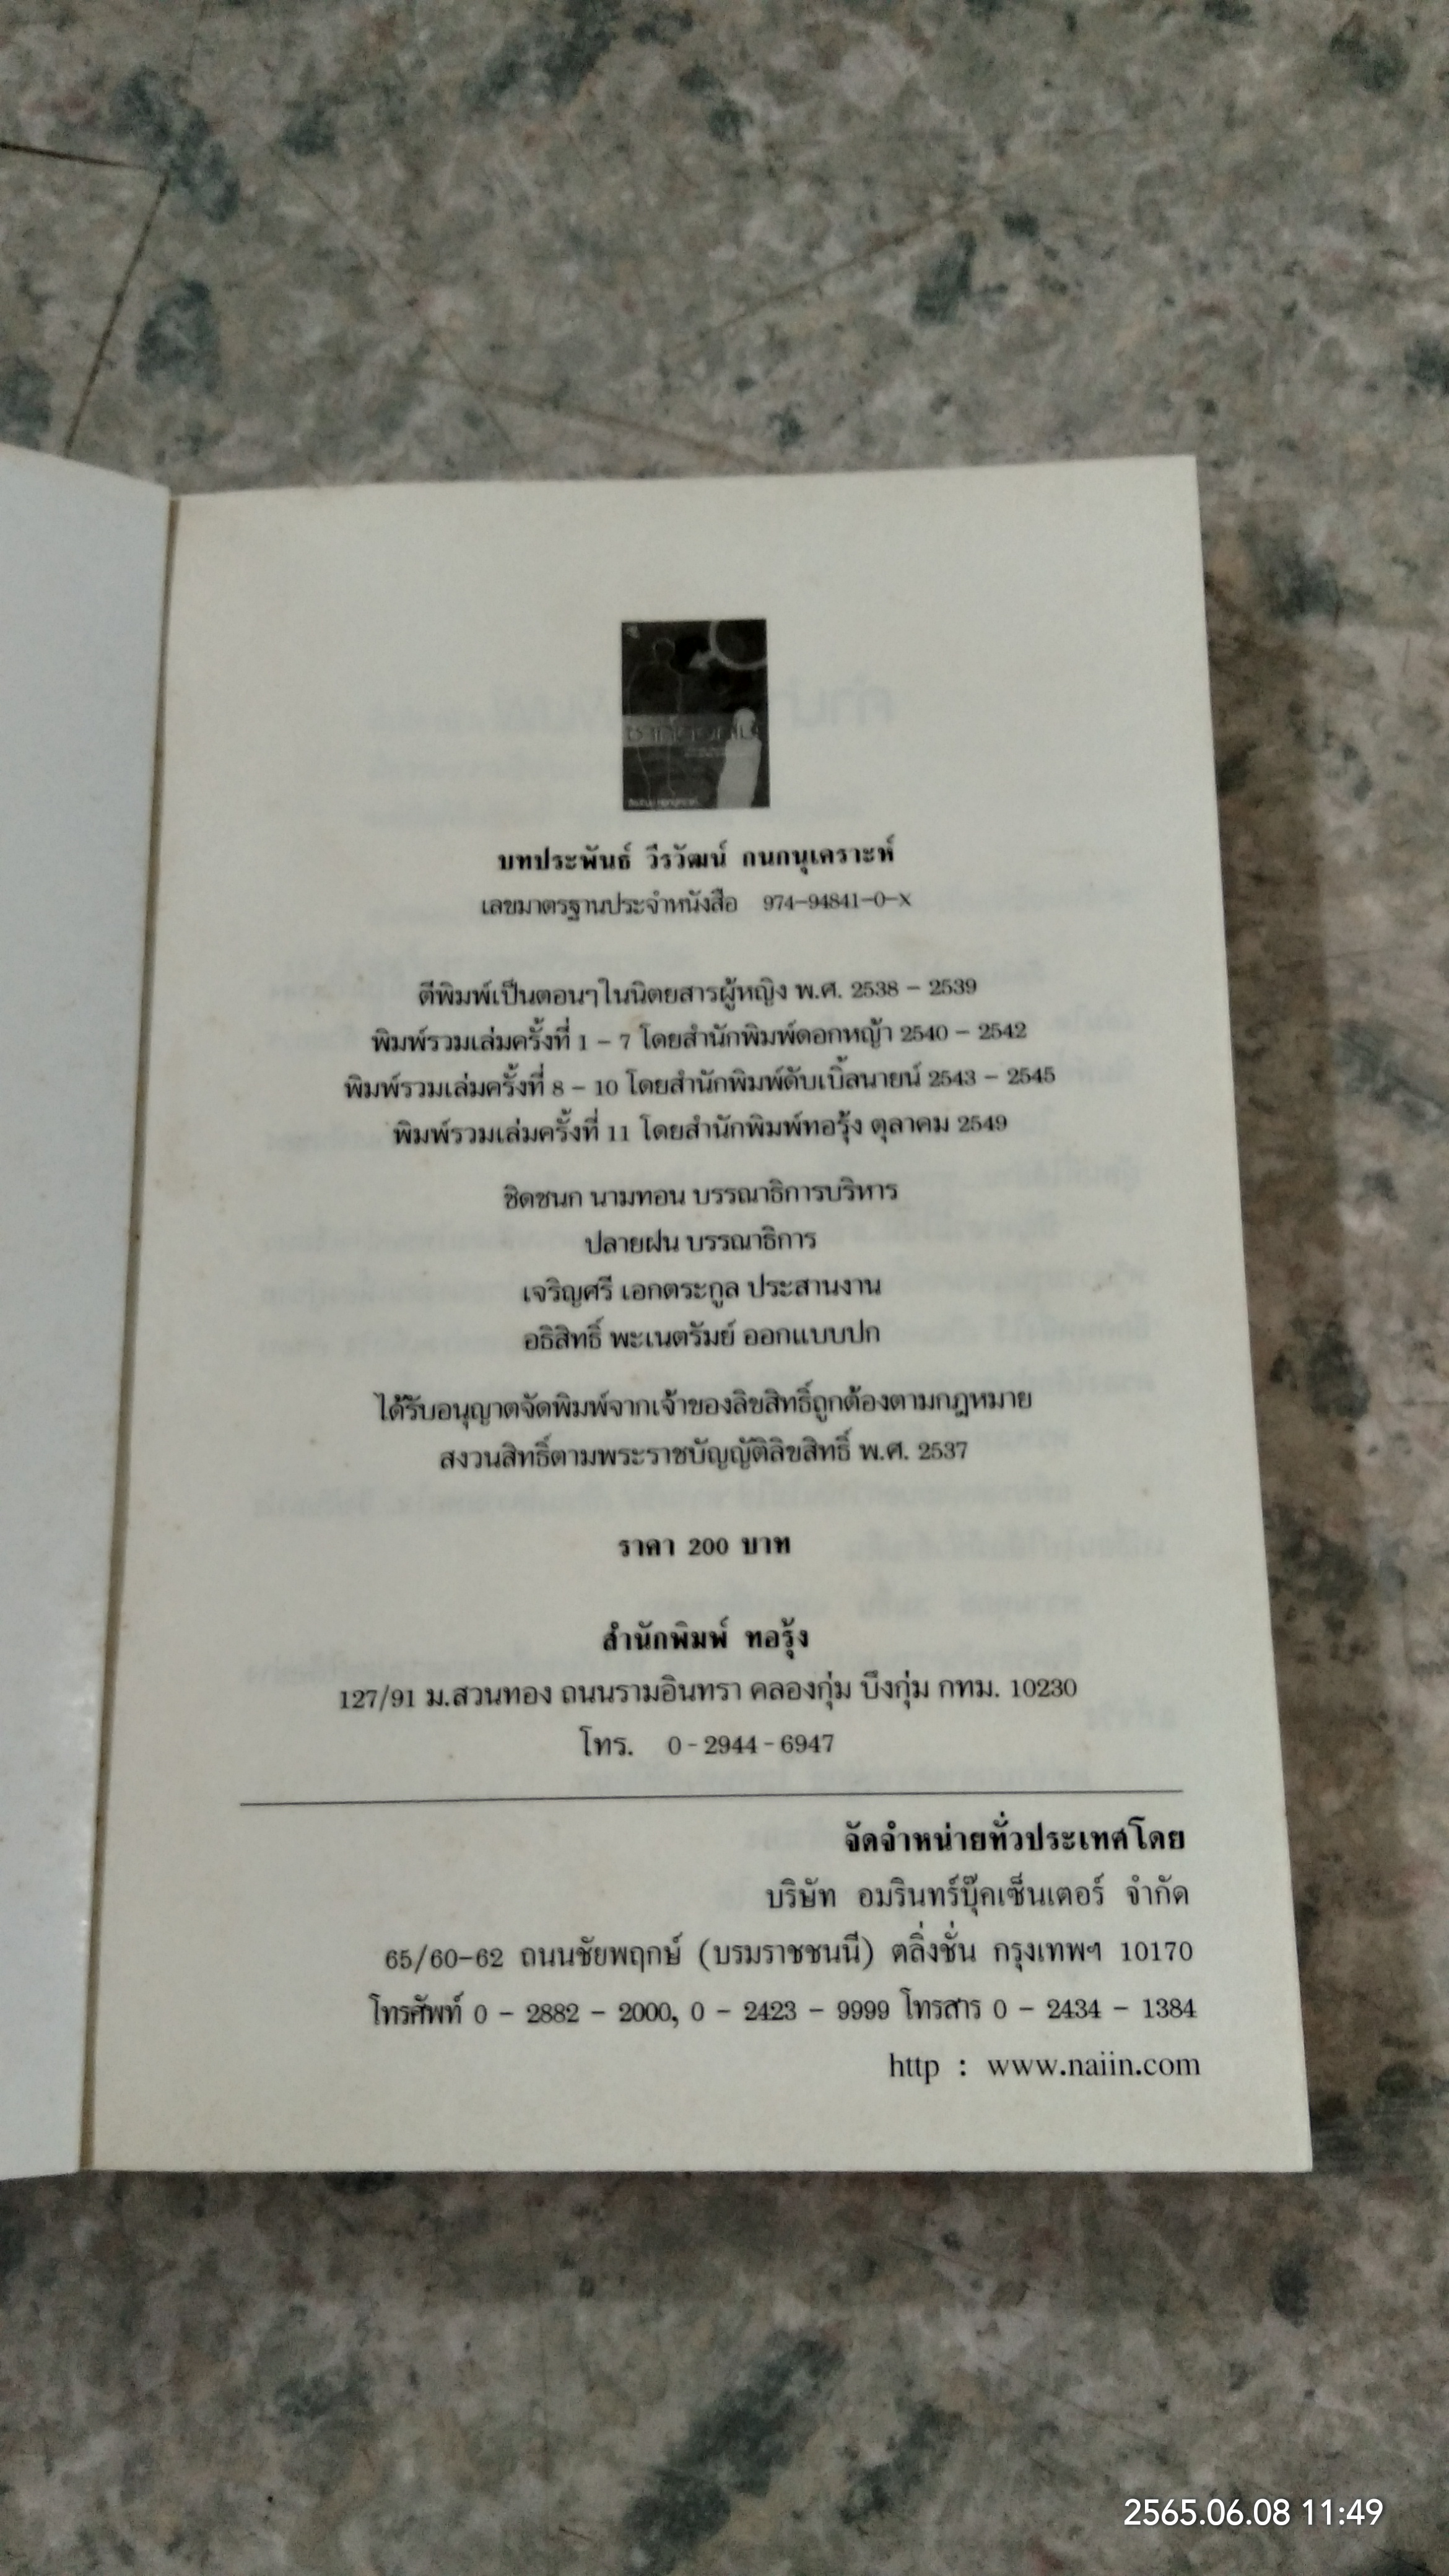 บทประพันธ์ วีรวัฒน์ กนกนุเคราะห์
เลขมาตรฐานประจำหนังสือ 974-94841-0-X
ตีพิมพ์เป็นตอนๆในนิตยสารผู้หญิง พ.ศ. 2538 - 2539
พิมพ์รวมเล่มครั้งที่ 1 - 7 โดยสำนักพิมพ์ดอกหญ้า 2540 - 2542
พิมพ์รวมเล่มครั้งที่ 8 - 10 โดยสำนักพิมพ์ดับเบิ้ลนายน์ 2543 - 2545
พิมพ์รวมเล่มครั้งที่ 11 โดยสำนักพิมพ์ทอรุ้ง ตุลาคม 2549
ชิดชนก นามทอน บรรณาธิการบริหาร
ปลายฝน บรรณาธิการ
เจริญศรี เอกตระกูล ประสานงาน
อธิสิทธิ์ พะเนตรัมย์ ออกแบบปก
ได้รับอนุญาตจัดพิมพ์จากเจ้าของลิขสิทธิ์ถูกต้องตามกฎหมาย
สงวนสิทธิ์ตามพระราชบัญญัติลิขสิทธิ์ พ.ศ. 2537
ราคา 200 บาท
สำนักพิมพ์ ทอรุ้ง
127/91 ม.สวนทอง ถนนรามอินทรา คลองกุ่ม บึงกุ่ม กทม. 10230
โทร. 0-2944-6947
จัดจำหน่ายทั่วประเทศโดย
บริษัท อมรินทร์บุ๊คเซ็นเตอร์ จำกัด
65/60-62 ถนนชัยพฤกษ์ (บรมราชชนนี) ตลิ่งชั่น กรุงเทพฯ 10170
โทรศัพท์ 0 - 2882 - 2000, 0 - 2423 - 9999 โทรสาร 0 - 2434 - 1384
http : www.naiin.com
2565.06.08 11:49